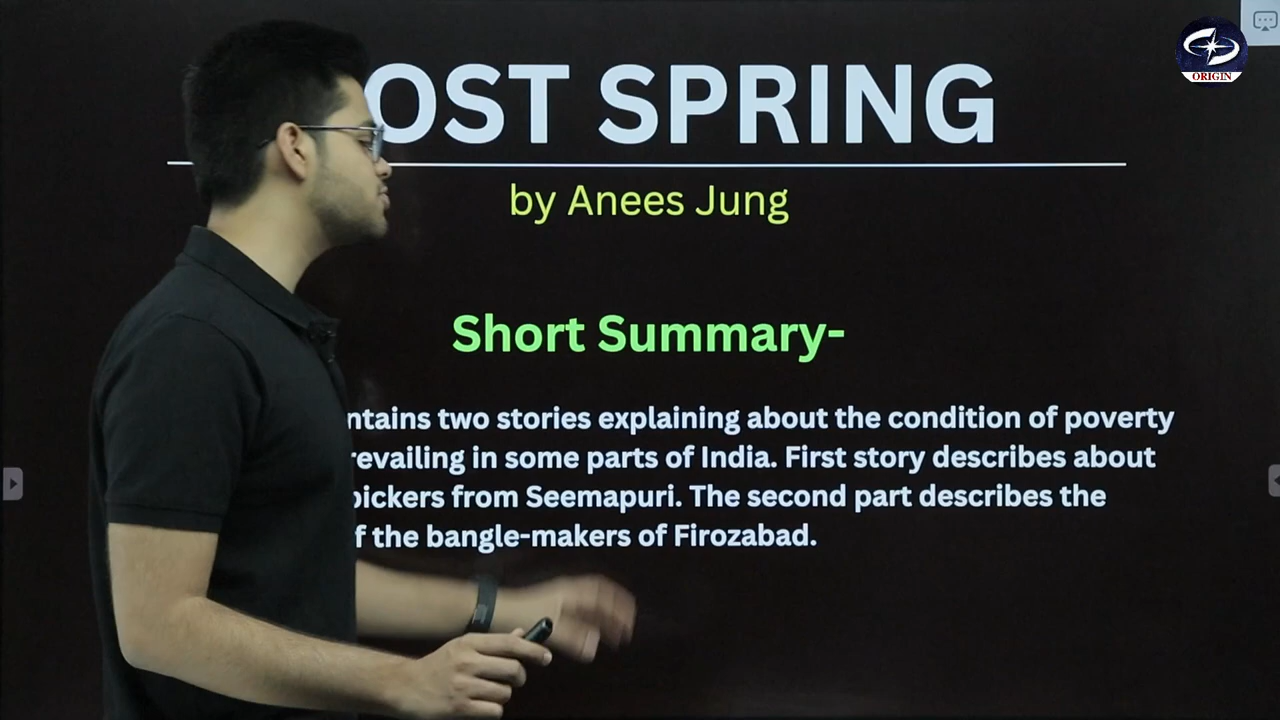 OST SPRING
ORIGIN
by Anees Jung
Short Summary-
ntains two stories explaining about the condition of poverty
revailing in some parts of India. First story describes about
pickers from Seemapuri. The second part describes the
f the bangle-makers of Firozabad.